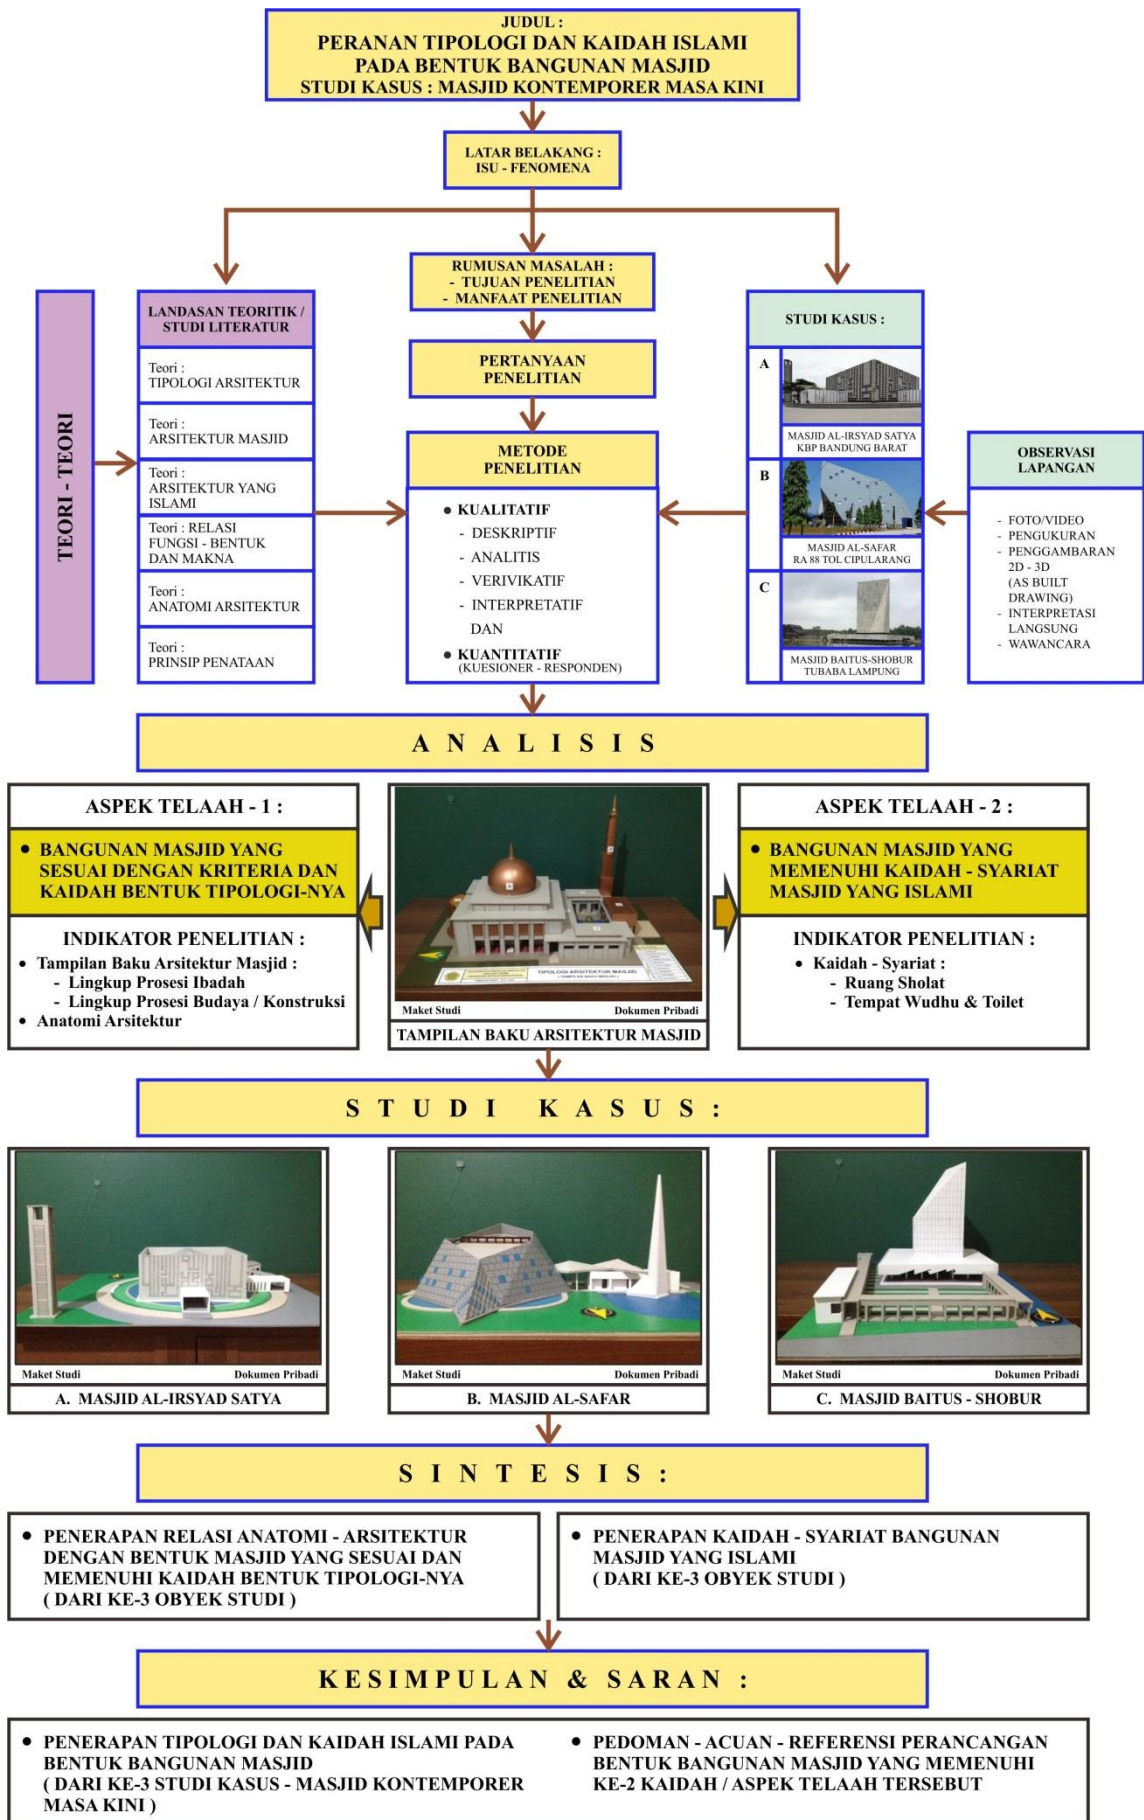 JUDUL :
PERANAN TIPOLOGI DAN KAIDAH ISLAMI
PADA BENTUK BANGUNAN MASJID
STUDI KASUS : MASJID KONTEMPORER MASA KINI
LATAR BELAKANG :
ISU - FENOMENA
RUMUSAN MASALAH :
- TUJUAN PENELITIAN
- MANFAAT PENELITIAN
PERTANYAAN
PENELITIAN
TEORI - TEORI
LANDASAN TEORITIK /
STUDI LITERATUR
Teori :
TIPOLOGI ARSITEKTUR
Teori :
ARSITEKTUR MASJID
Teori :
ARSITEKTUR YANG
ISLAMI
Teori : RELASI
FUNGSI - BENTUK
DAN MAKNA
Teori :
ANATOMI ARSITEKTUR
Teori :
PRINSIP PENATAAN
METODE
PENELITIAN
● KUALITATIF
- DESKRIPTIF
- ANALITIS
- VERIVIKATIF
- INTERPRETATIF
DAN
● KUANTITATIF
(KUESIONER - RESPONDEN)
STUDI KASUS :
A
MASJID AL-IRSYAD SATYA
KBP BANDUNG BARAT
B
MASJID AL-SAFAR
RA 88 TOL CIPULARANG
C
MASJID BAITUS-SHOBUR
TUBABA LAMPUNG
OBSERVASI
LAPANGAN
- FOTO/VIDEO
- PENGUKURAN
- PENGGAMBARAN
2D - 3D
(AS BUILT
DRAWING)
- INTERPRETASI
LANGSUNG
- WAWANCARA
ANALISIS
ASPEK TELAAH - 1 :
● BANGUNAN MASJID YANG
SESUAI DENGAN KRITERIA DAN
KAIDAH BENTUK TIPOLOGI-NYA
INDIKATOR PENELITIAN :
● Tampilan Baku Arsitektur Masjid :
- Lingkup Prosesi Ibadah
- Lingkup Prosesi Budaya / Konstruksi
● Anatomi Arsitektur
TIPOLOGI ARSITEKTUR MASJID
Maket Studi Dokumen Pribadi
TAMPILAN BAKU ARSITEKTUR MASJID
ASPEK TELAAH - 2 :
● BANGUNAN MASJID YANG
MEMENUHI KAIDAH - SYARIAT
MASJID YANG ISLAMI
INDIKATOR PENELITIAN :
● Kaidah - Syariat :
- Ruang Sholat
- Tempat Wudhu & Toilet
STUDI KASUS :
Maket Studi Dokumen Pribadi
A. MASJID AL-IRSYAD SATYA
Maket Studi Dokumen Pribadi
B. MASJID AL-SAFAR
Maket Studi Dokumen Pribadi
C. MASJID BAITUS - SHOBUR
SINTESIS :
● PENERAPAN RELASI ANATOMI - ARSITEKTUR
DENGAN BENTUK MASJID YANG SESUAI DAN
MEMENUHI KAIDAH BENTUK TIPOLOGI-NYA
( DARI KE-3 OBYEK STUDI )
● PENERAPAN KAIDAH - SYARIAT BANGUNAN
MASJID YANG ISLAMI
( DARI KE-3 OBYEK STUDI )
KESIMPULAN & SARAN :
● PENERAPAN TIPOLOGI DAN KAIDAH ISLAMI PADA
BENTUK BANGUNAN MASJID
( DARI KE-3 STUDI KASUS - MASJID KONTEMPORER
MASA KINI )
● PEDOMAN - ACUAN - REFERENSI PERANCANGAN
BENTUK BANGUNAN MASJID YANG MEMENUHI
KE-2 KAIDAH / ASPEK TELAAH TERSEBUT